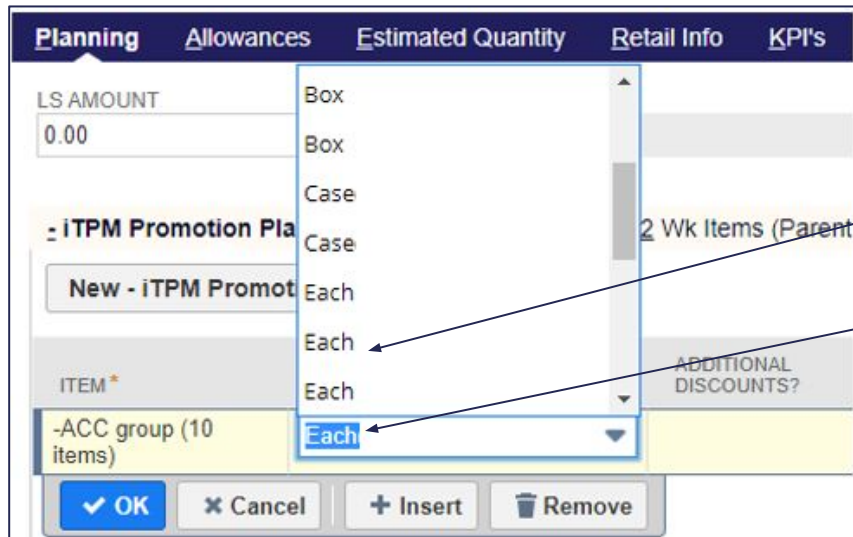 Planning Allowances Estimated Quantity Retail Info KPI's
LS AMOUNT
0.00
Box
Box
Case
Case
Each
Each
Each
- iTPM Promotion Pla
2 Wk Items (Parent
New - iTPM Promot
ITEM*
ADDITIONAL
DISCOUNTS?
-ACC group (10
items)
Each
OK Cancel Insert Remove